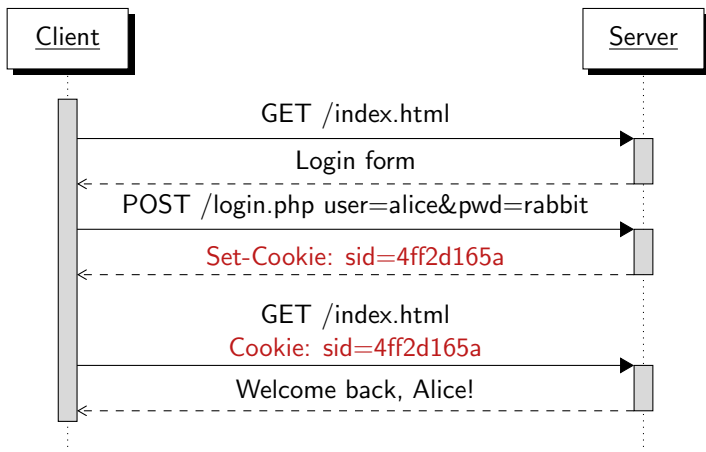 Client
Server
GET /index.html
Login form
POST /login.php user=alice&pwd=rabbit
Set-Cookie: sid=4ff2d165a
GET /index.html
Cookie: sid=4ff2d165a
Welcome back, Alice!